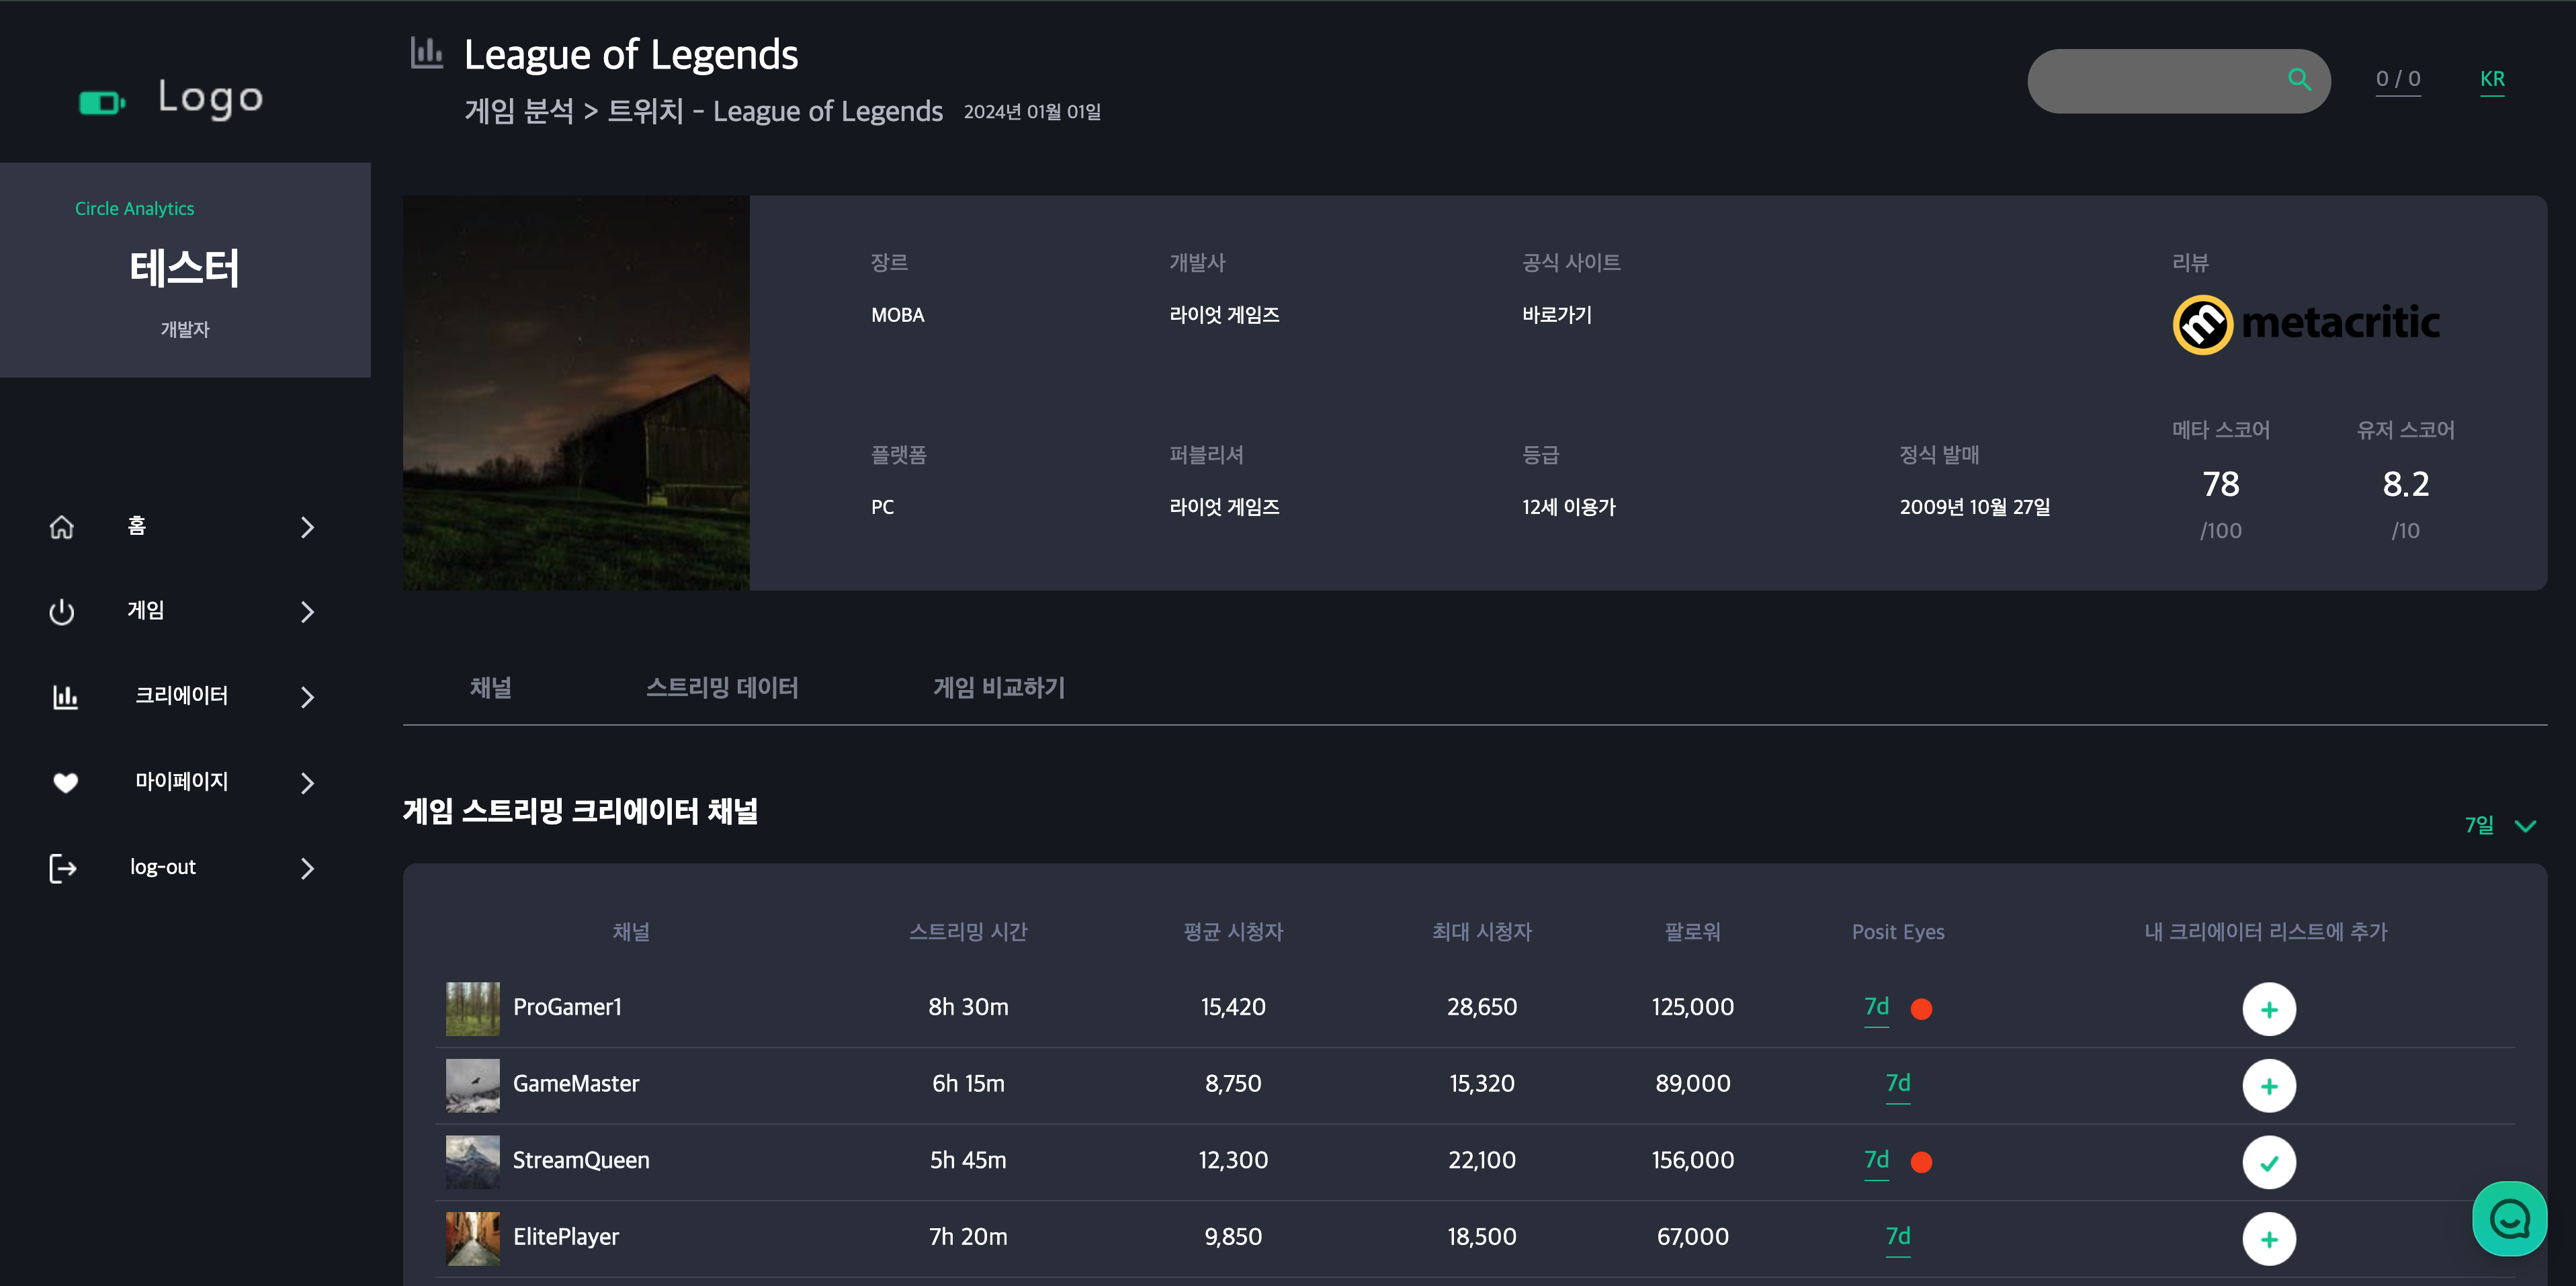 League of Legends
게임 분석 > 트위치 - League of Legends 2024년 01월 01일
0 / 0
KR
Logo
Circle Analytics
테스터
개발자
홈
게임
크리에이터
마이페이지
log-out
장르
개발사
공식 사이트
리뷰
MOBA
라이엇 게임즈
바로가기
metacritic
플랫폼
퍼블리셔
등급
정식 발매
메타 스코어
유저 스코어
PC
라이엇 게임즈
12세 이용가
2009년 10월 27일
78
8.2
/100
/10
채널
스트리밍 데이터
게임 비교하기
게임 스트리밍 크리에이터 채널
7일
채널 스트리밍 시간 평균 시청자 최대 시청자 팔로워 Posit Eyes 내 크리에이터 리스트에 추가
ProGamer1 8h 30m 15,420 28,650 125,000 7d
GameMaster 6h 15m 8,750 15,320 89,000 7d
StreamQueen 5h 45m 12,300 22,100 156,000 7d
ElitePlayer 7h 20m 9,850 18,500 67,000 7d